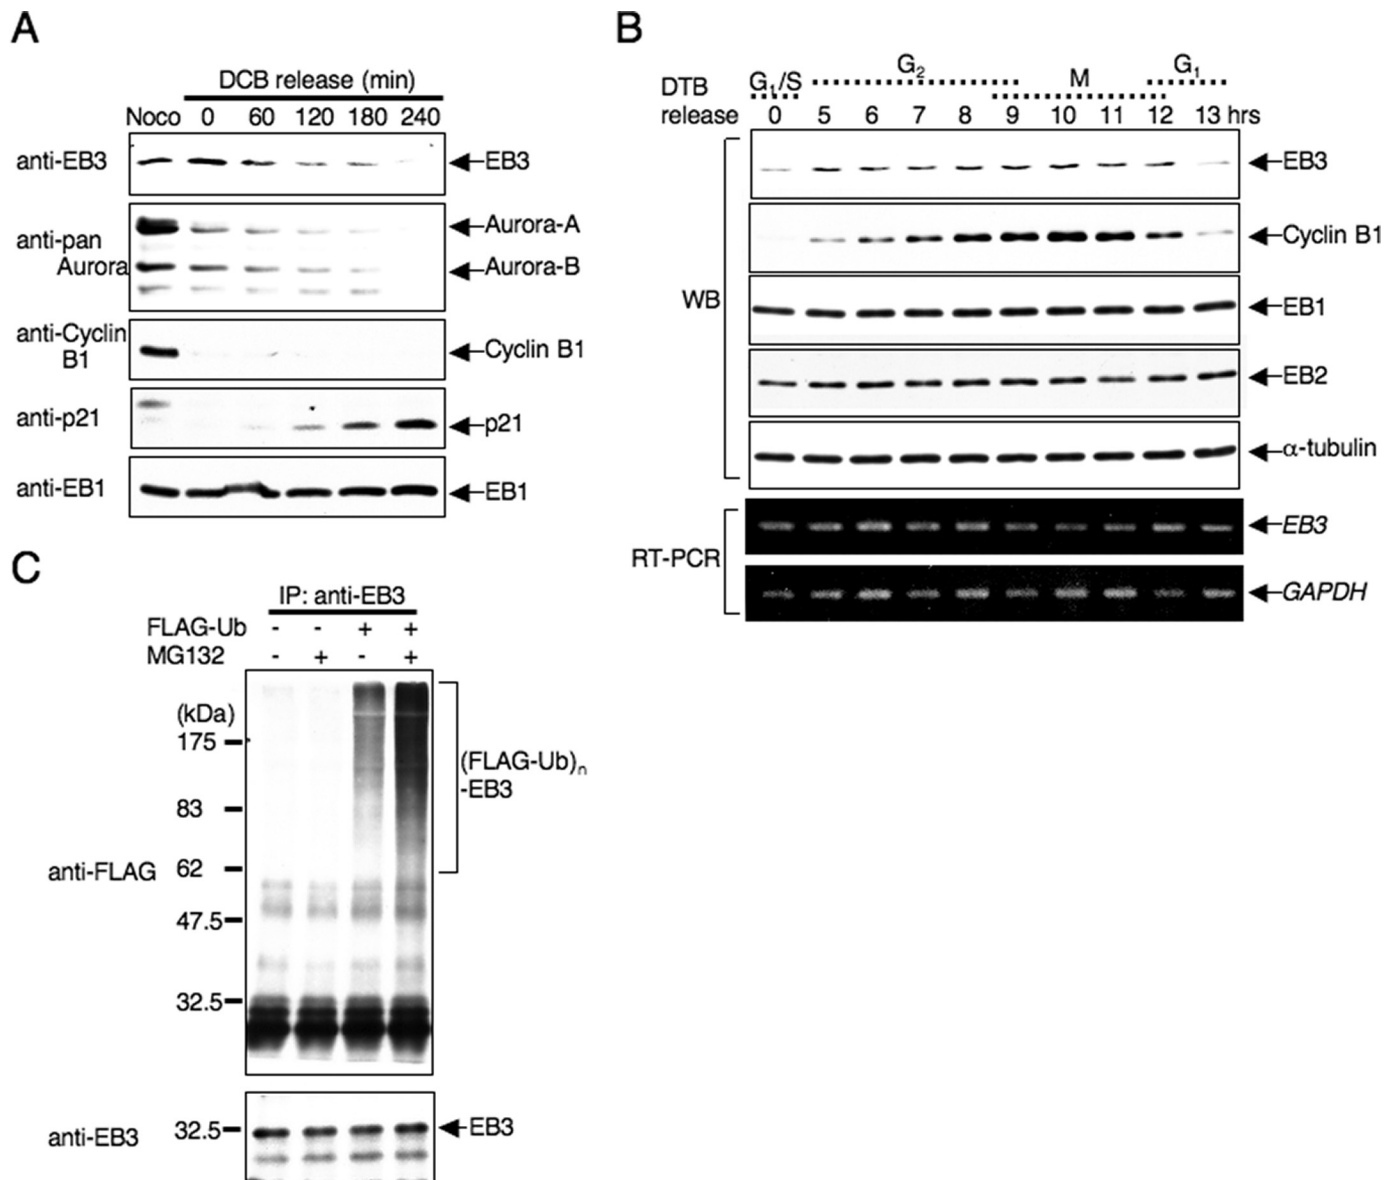 A
DCB release (min)
Noco 0 60 120 180 240
anti-EB3
EB3
anti-pan
Aurora
Aurora-A
Aurora-B
anti-Cyclin
B1
Cyclin B1
anti-p21
p21
anti-EB1
EB1
B
DTB
release
G1/S
G2
M
G1
0 5 6 7 8 9 10 11 12 13 hrs
WB
EB3
Cyclin B1
EB1
EB2
α-tubulin
RT-PCR
EB3
GAPDH
C
IP: anti-EB3
FLAG-Ub - - + +
MG132 - + - +
(kDa)
175
83
62
47.5
32.5
anti-FLAG
(FLAG-Ub)n
-EB3
anti-EB3
32.5
EB3